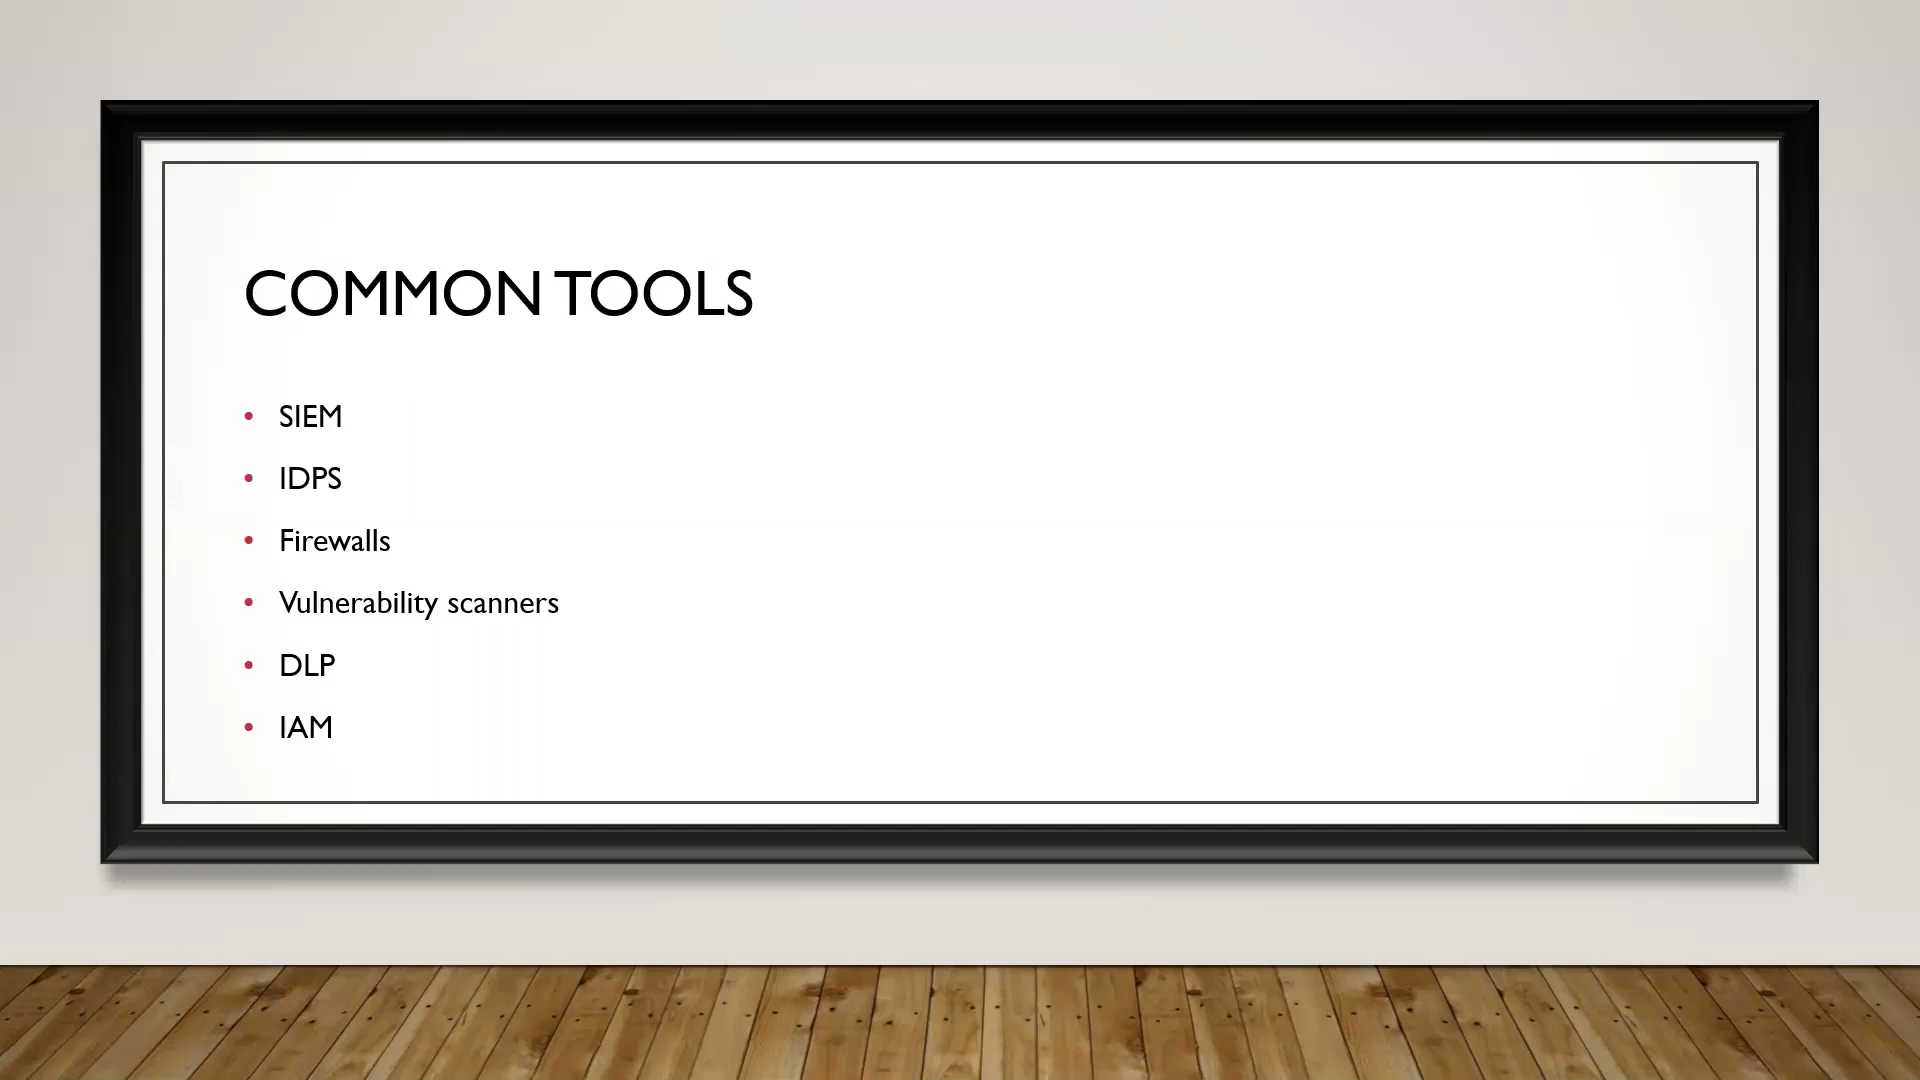 COMMON TOOLS
• SIEM
• IDPS
• Firewalls
• Vulnerability scanners
• DLP
• IAM